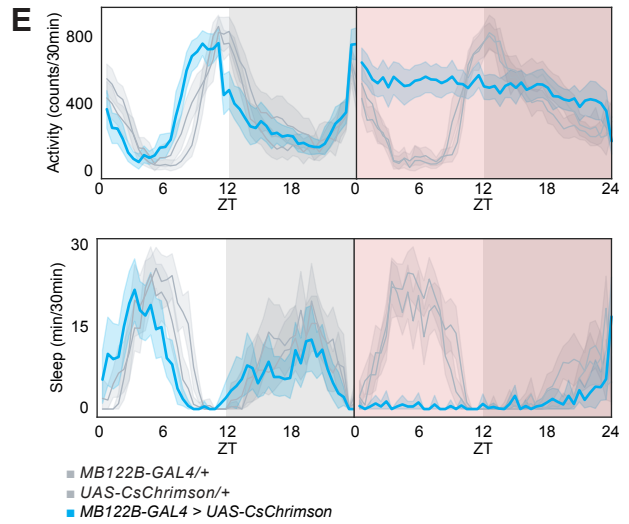 E
Activity (counts/30min)
800
400
0
0 6 12 18 0 6 12 18 24
ZT ZT
Sleep (min/30min)
30
15
0
0 6 12 18 0 6 12 18 24
ZT ZT
MB122B-GAL4/+
UAS-CsChrimson/+
MB122B-GAL4 > UAS-CsChrimson